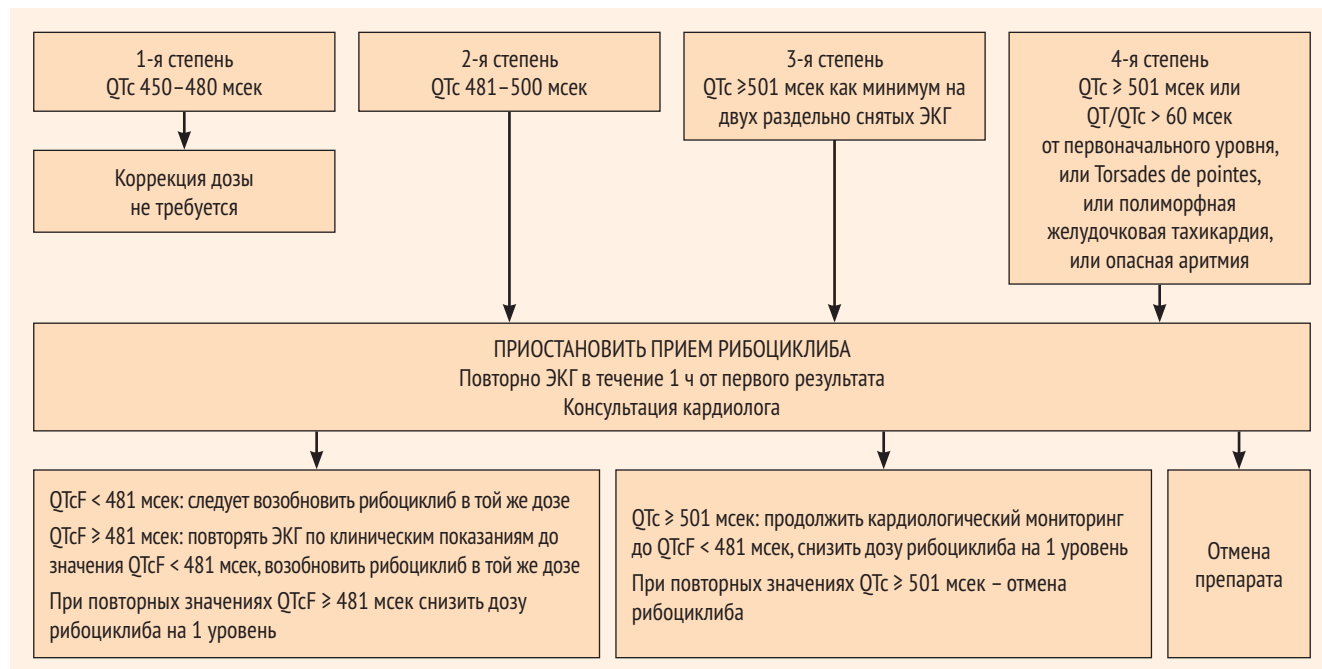 1-я степень
QTc 450–480 мсек
2-я степень
QTc 481–500 мсек
3-я степень
QTc ≥501 мсек как минимум на
двух раздельно снятых ЭКГ
4-я степень
QTc ≥ 501 мсек или
QT/QTc > 60 мсек
от первоначального уровня,
или Torsades de pointes,
или полиморфная
желудочковая тахикардия,
или опасная аритмия
Коррекция дозы
не требуется
ПРИОСТАНОВИТЬ ПРИЕМ РИБОЦИКЛИБА
Повторно ЭКГ в течение 1 ч от первого результата
Консультация кардиолога
QTcF < 481 мсек: следует возобновить рибоциклиб в той же дозе
QTcF ≥ 481 мсек: повторять ЭКГ по клиническим показаниям до
значения QTcF < 481 мсек, возобновить рибоциклиб в той же дозе
При повторных значениях QTcF ≥ 481 мсек снизить дозу
рибоциклиба на 1 уровень
QTc ≥ 501 мсек: продолжить кардиологический мониторинг
до QTcF < 481 мсек, снизить дозу рибоциклиба на 1 уровень
При повторных значениях QTc ≥ 501 мсек – отмена
рибоциклиба
Отмена
препарата